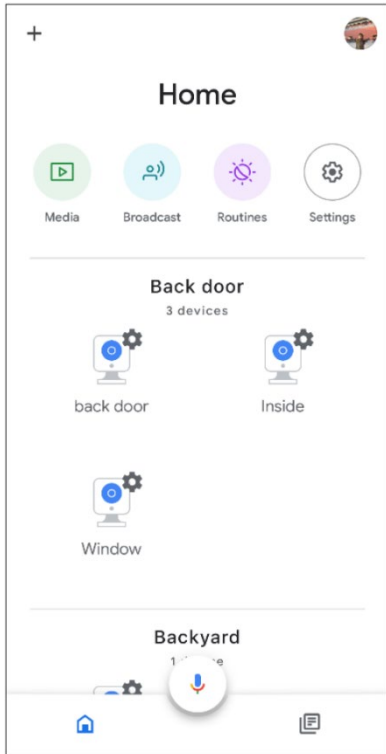 Home
Media Broadcast Routines Settings
Back door
3 devices
back door Inside
Window
Backyard